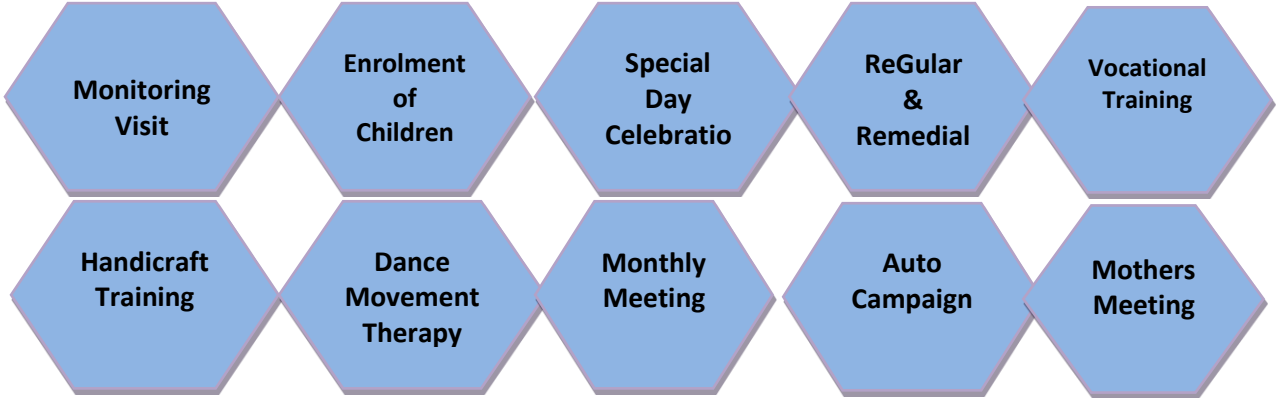 Monitoring
Visit
Enrolment
of
Children
Special
Day
Celebratio
ReGular
&
Remedial
Vocational
Training
Handicraft
Training
Dance
Movement
Therapy
Monthly
Meeting
Auto
Campaign
Mothers
Meeting